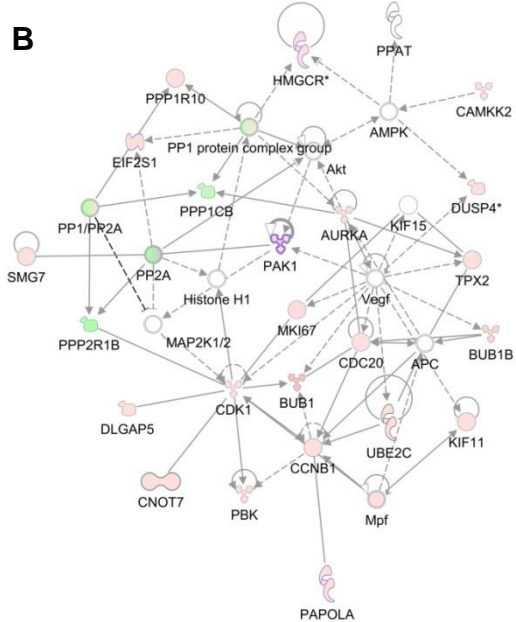 B
PPAT
HMGCR*
PPP1R10
CAMKK2
AMPK
PP1 protein complex group
EIF2S1
Akt
DUSP4*
PPP1CB
PP1/PP2A
KIF15
AURKA
PAK1
SMG7
PP2A
TPX2
Histone H1
Vegf
MKI67
PPP2R1B
MAP2K1/2
CDC20
APC
BUB1B
CDK1
BUB1
DLGAP5
UBE2C
KIF11
CCNB1
CNOT7
PBK
Mpf
PAPOLA